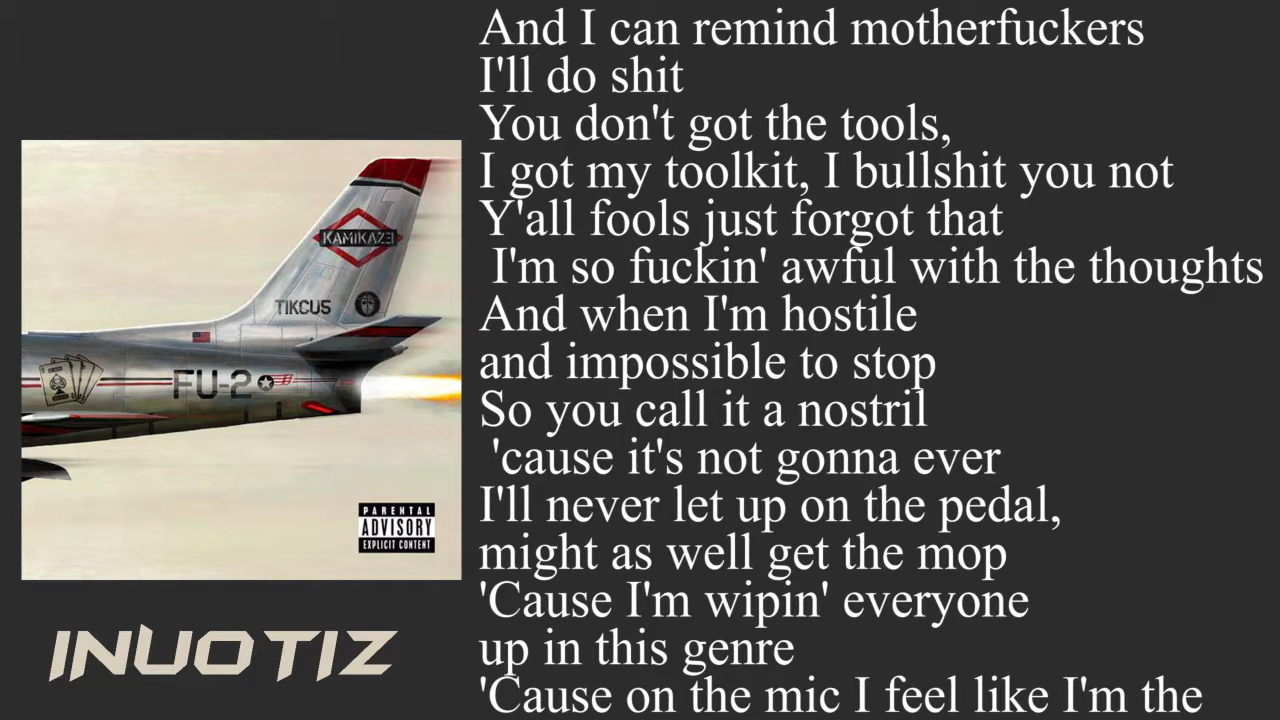 And I can remind motherfuckers
I'll do shit
You don't got the tools,
I got my toolkit, I bullshit you not
Y'all fools just forgot that
I'm so fuckin' awful with the thoughts
And when I'm hostile
and impossible to stop
So you call it a nostril
'cause it's not gonna ever
I'll never let up on the pedal,
might as well get the mop
'Cause I'm wipin' everyone
up in this genre
'Cause on the mic I feel like I'm the
KAMIKAZE
TIKCUS
FU-2
PARENTAL
ADVISORY
EXPLICIT CONTENT
INUOTIZ